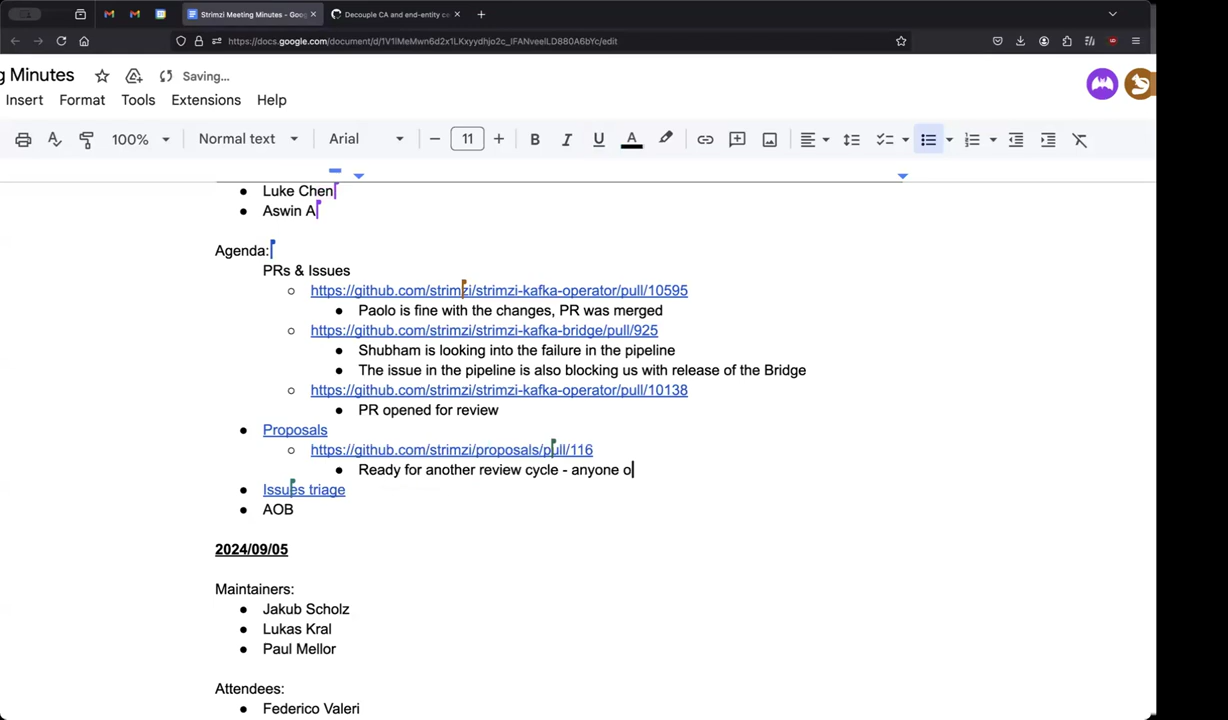 Strimzi Meeting Minutes – Goo
Decouple CA and end-entity ce
https://docs.google.com/document/d/1V1lMeMwn6d2x1LKxyydhjo2c_IFANveelLD880A6bYc/edit
g Minutes
Saving...
Insert Format Tools Extensions Help
100% Normal text Arial 11 B I U A
Luke Chen
Aswin A
Agenda:
PRs & Issues
https://github.com/strimzi/strimzi-kafka-operator/pull/10595
Paolo is fine with the changes, PR was merged
https://github.com/strimzi/strimzi-kafka-bridge/pull/925
Shubham is looking into the failure in the pipeline
The issue in the pipeline is also blocking us with release of the Bridge
https://github.com/strimzi/strimzi-kafka-operator/pull/10138
PR opened for review
Proposals
https://github.com/strimzi/proposals/pull/116
Ready for another review cycle - anyone o
Issues triage
AOB
2024/09/05
Maintainers:
Jakub Scholz
Lukas Kral
Paul Mellor
Attendees:
Federico Valeri